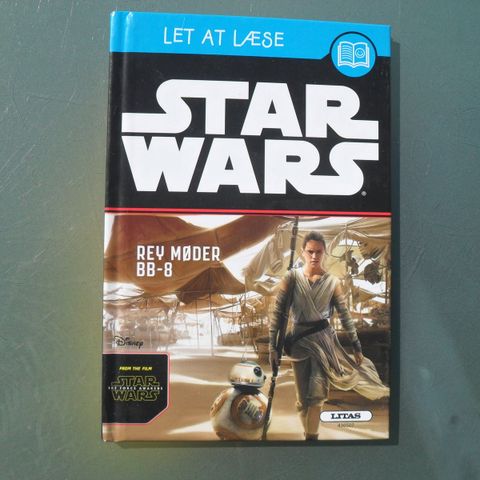 LET AT LÆSE
STAR
WARS®
REY MØDER
BB-8
Disney
FROM THE FILM
STAR
THE FORCE AWAKENS
WARS
LITAS